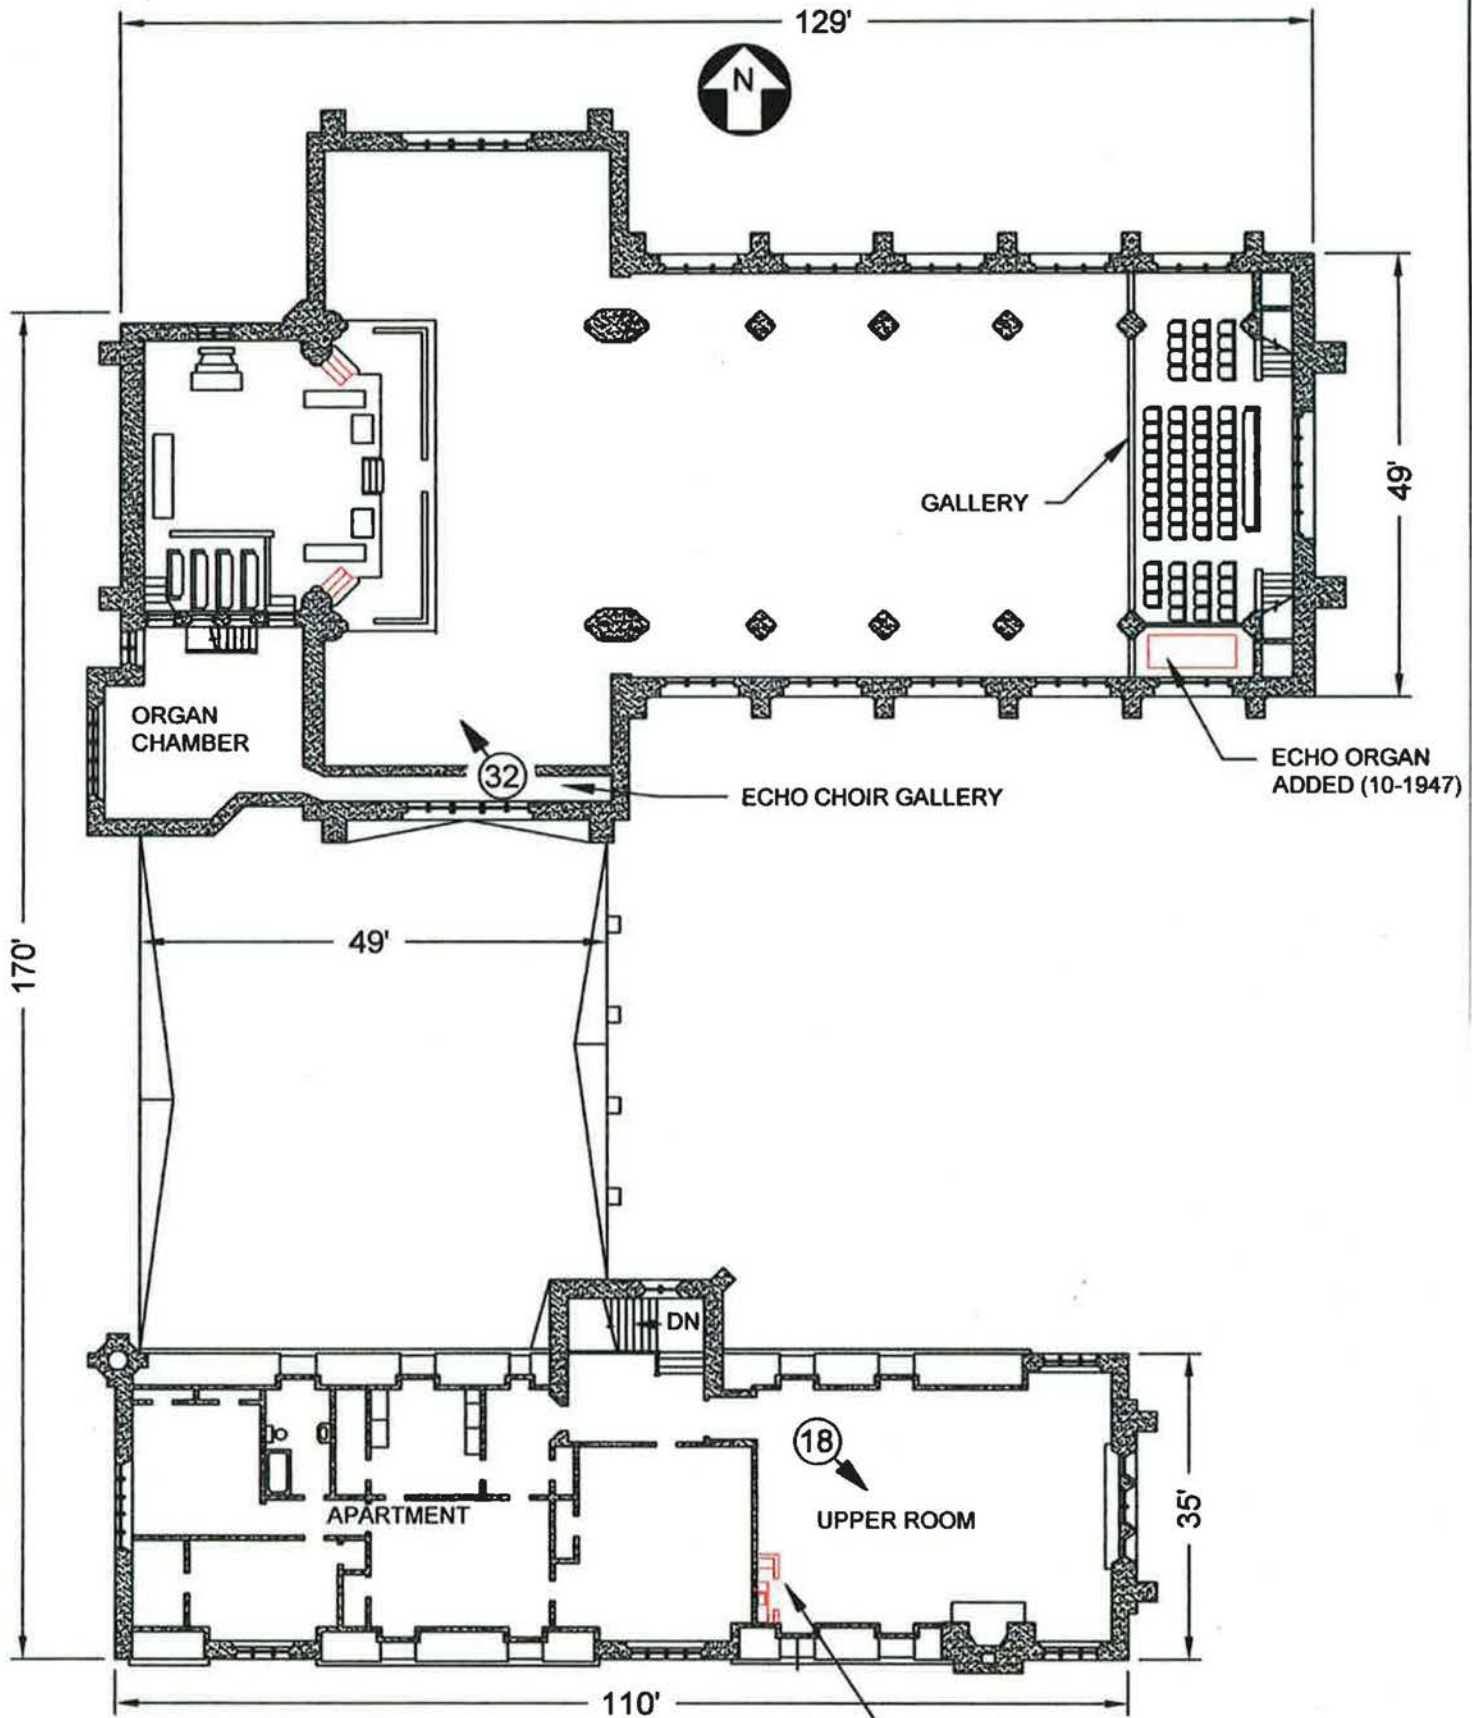 129'
N
GALLERY
49'
ORGAN
CHAMBER
32
ECHO CHOIR GALLERY
ECHO ORGAN
ADDED (10-1947)
49'
170'
DN
18
APARTMENT
UPPER ROOM
35'
110'